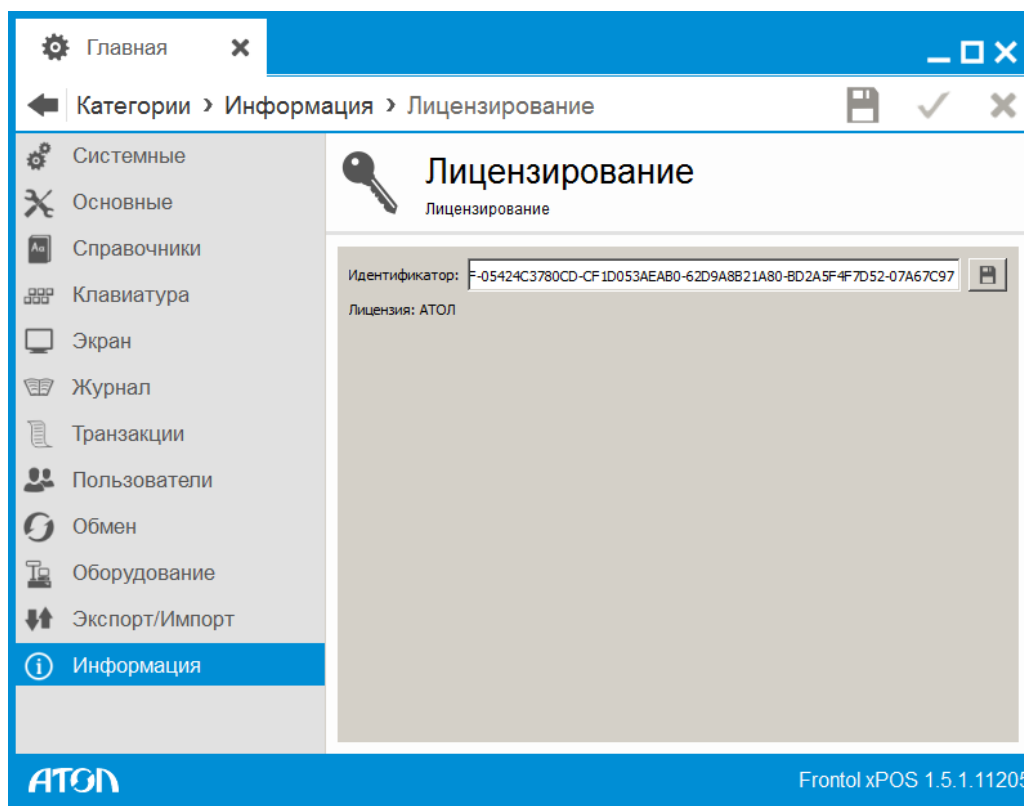 Главная
Категории › Информация › Лицензирование
Системные
Основные
Справочники
Клавиатура
Экран
Журнал
Транзакции
Пользователи
Обмен
Оборудование
Экспорт/Импорт
Информация
Лицензирование
Лицензирование
Идентификатор: F-05424C3780CD-CF1D053AEAB0-62D9A8B21A80-BD2A5F4F7D52-07A67C97
Лицензия: АТОЛ
АТОЛ
Frontol xPOS 1.5.1.11205